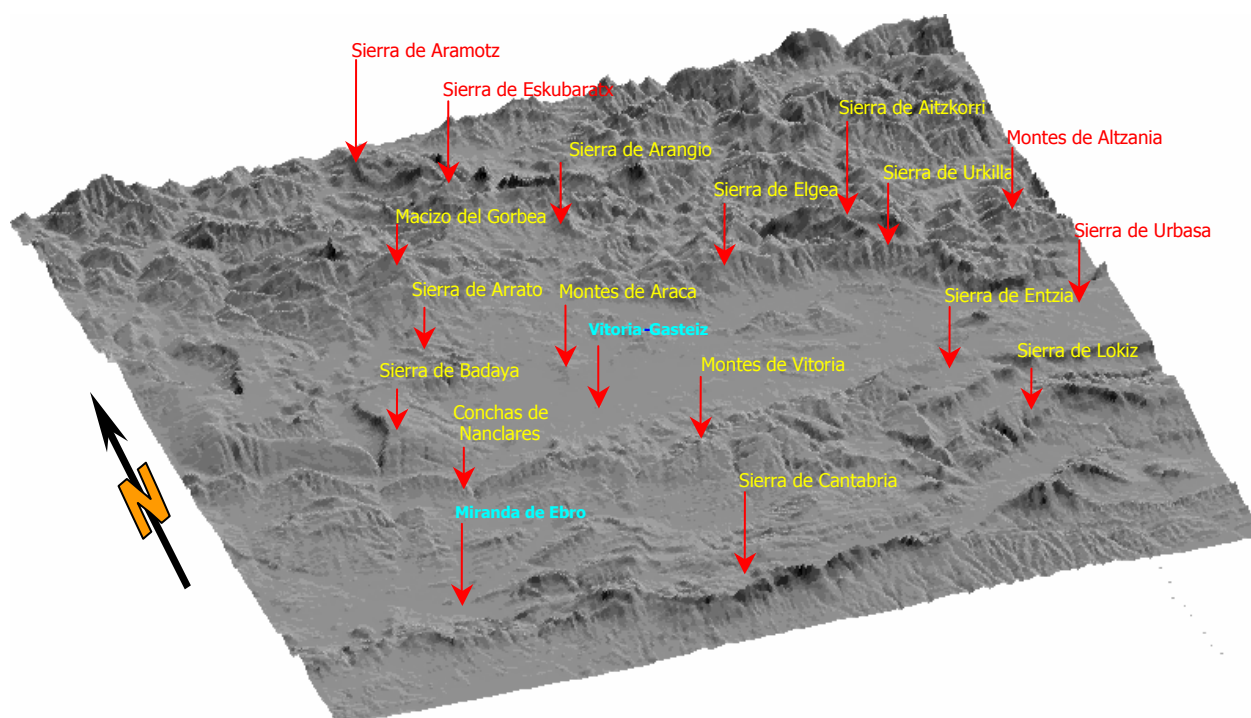 Sierra de Aramotz
Sierra de Eskubaratx
Sierra de Aitzkorri
Montes de Altzania
Sierra de Arangio
Sierra de Urkilla
Sierra de Elgea
Macizo del Gorbea
Sierra de Urbasa
Sierra de Arrato
Montes de Araca
Sierra de Entzia
Vitoria-Gasteiz
Sierra de Lokiz
Montes de Vitoria
Sierra de Badaya
Conchas de
Nanclares
Sierra de Cantabria
Miranda de Ebro
N